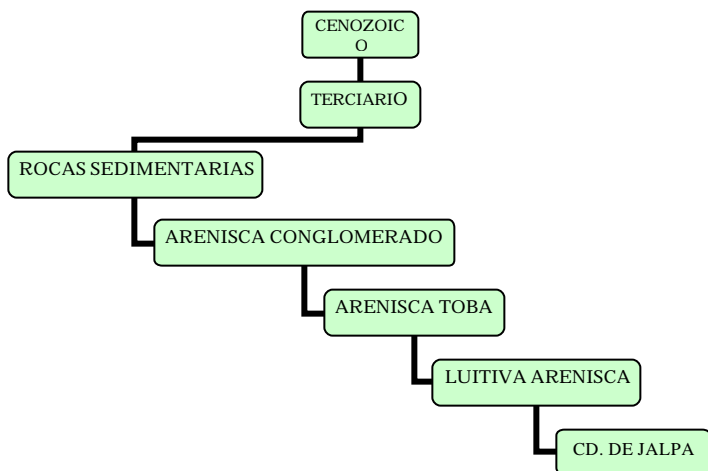 CENOZOIC
O
TERCIARIO
ROCAS SEDIMENTARIAS
ARENISCA CONGLOMERADO
ARENISCA TOBA
LUITIVA ARENISCA
CD. DE JALPA